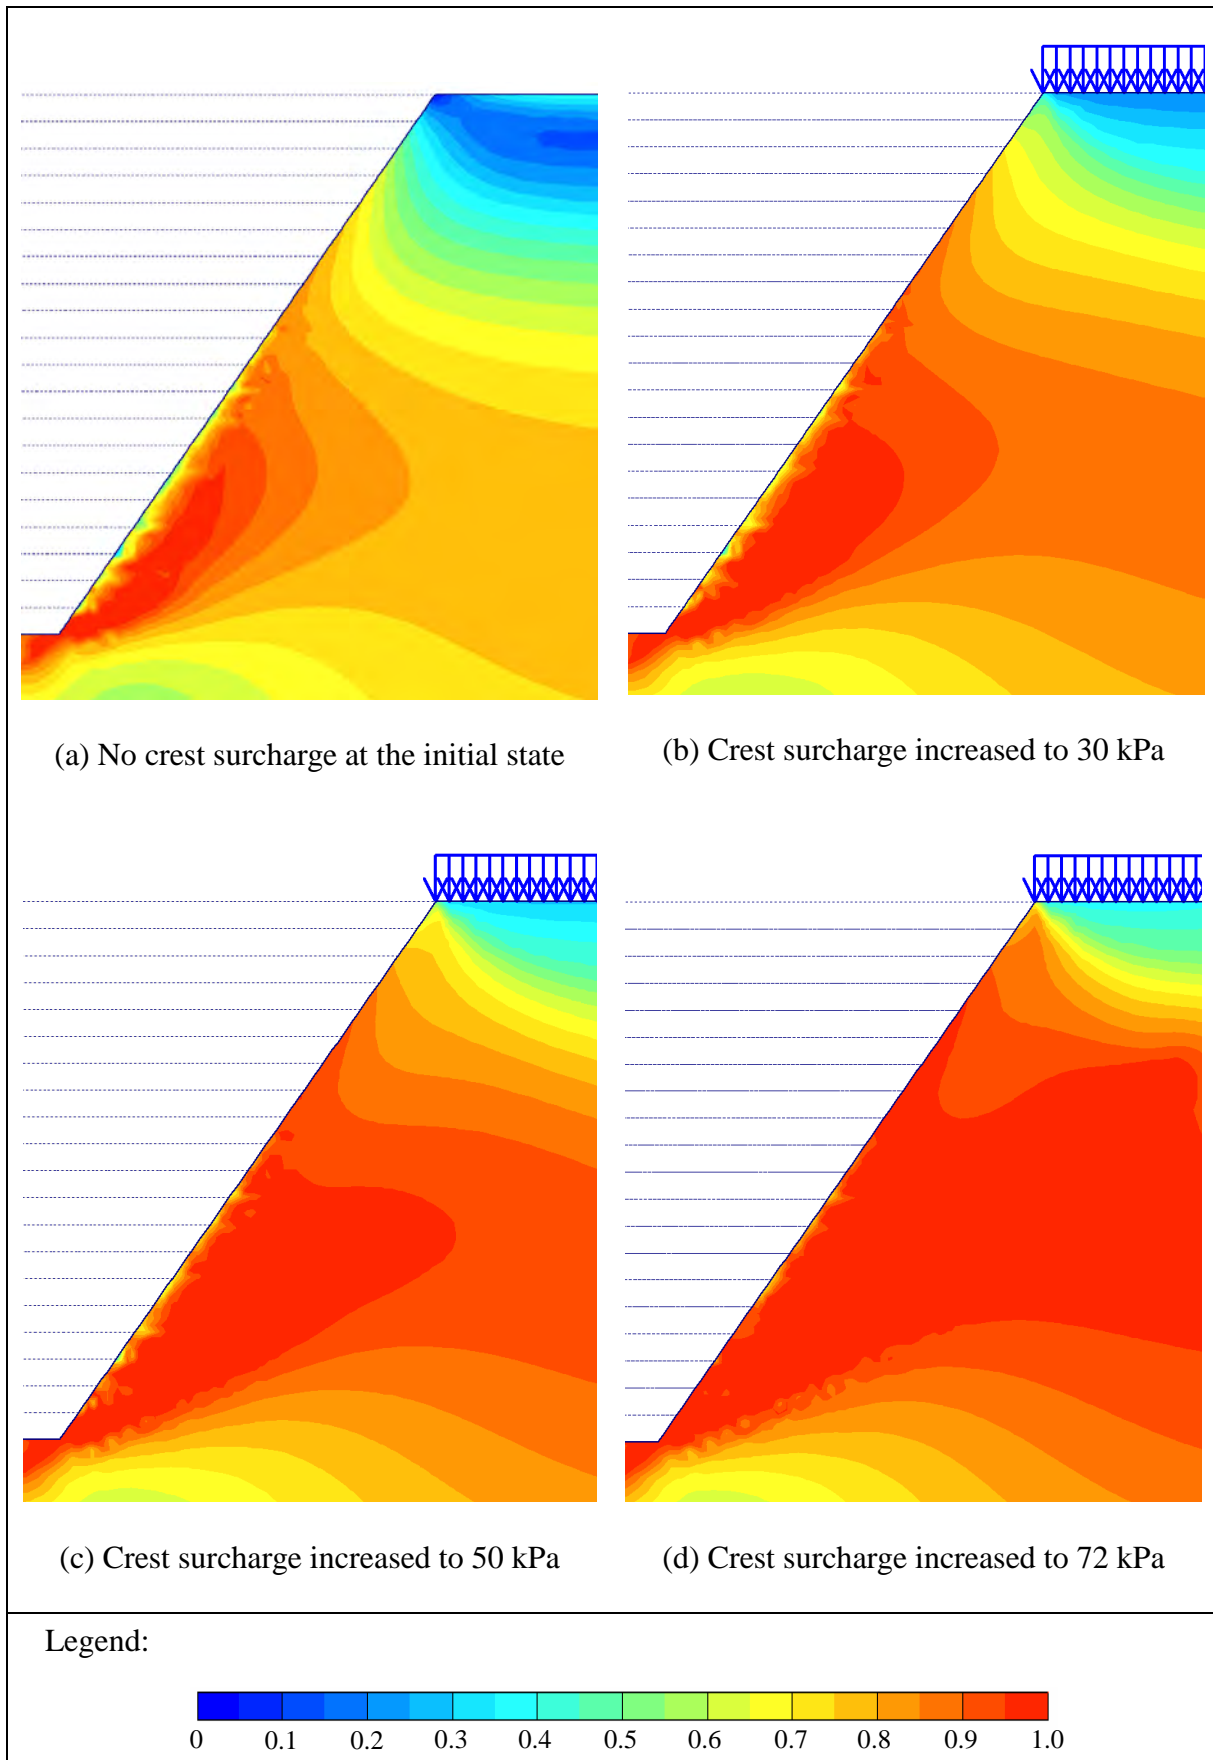 (a) No crest surcharge at the initial state
(b) Crest surcharge increased to 30 kPa
(c) Crest surcharge increased to 50 kPa
(d) Crest surcharge increased to 72 kPa
Legend:
0 0.1 0.2 0.3 0.4 0.5 0.6 0.7 0.8 0.9 1.0